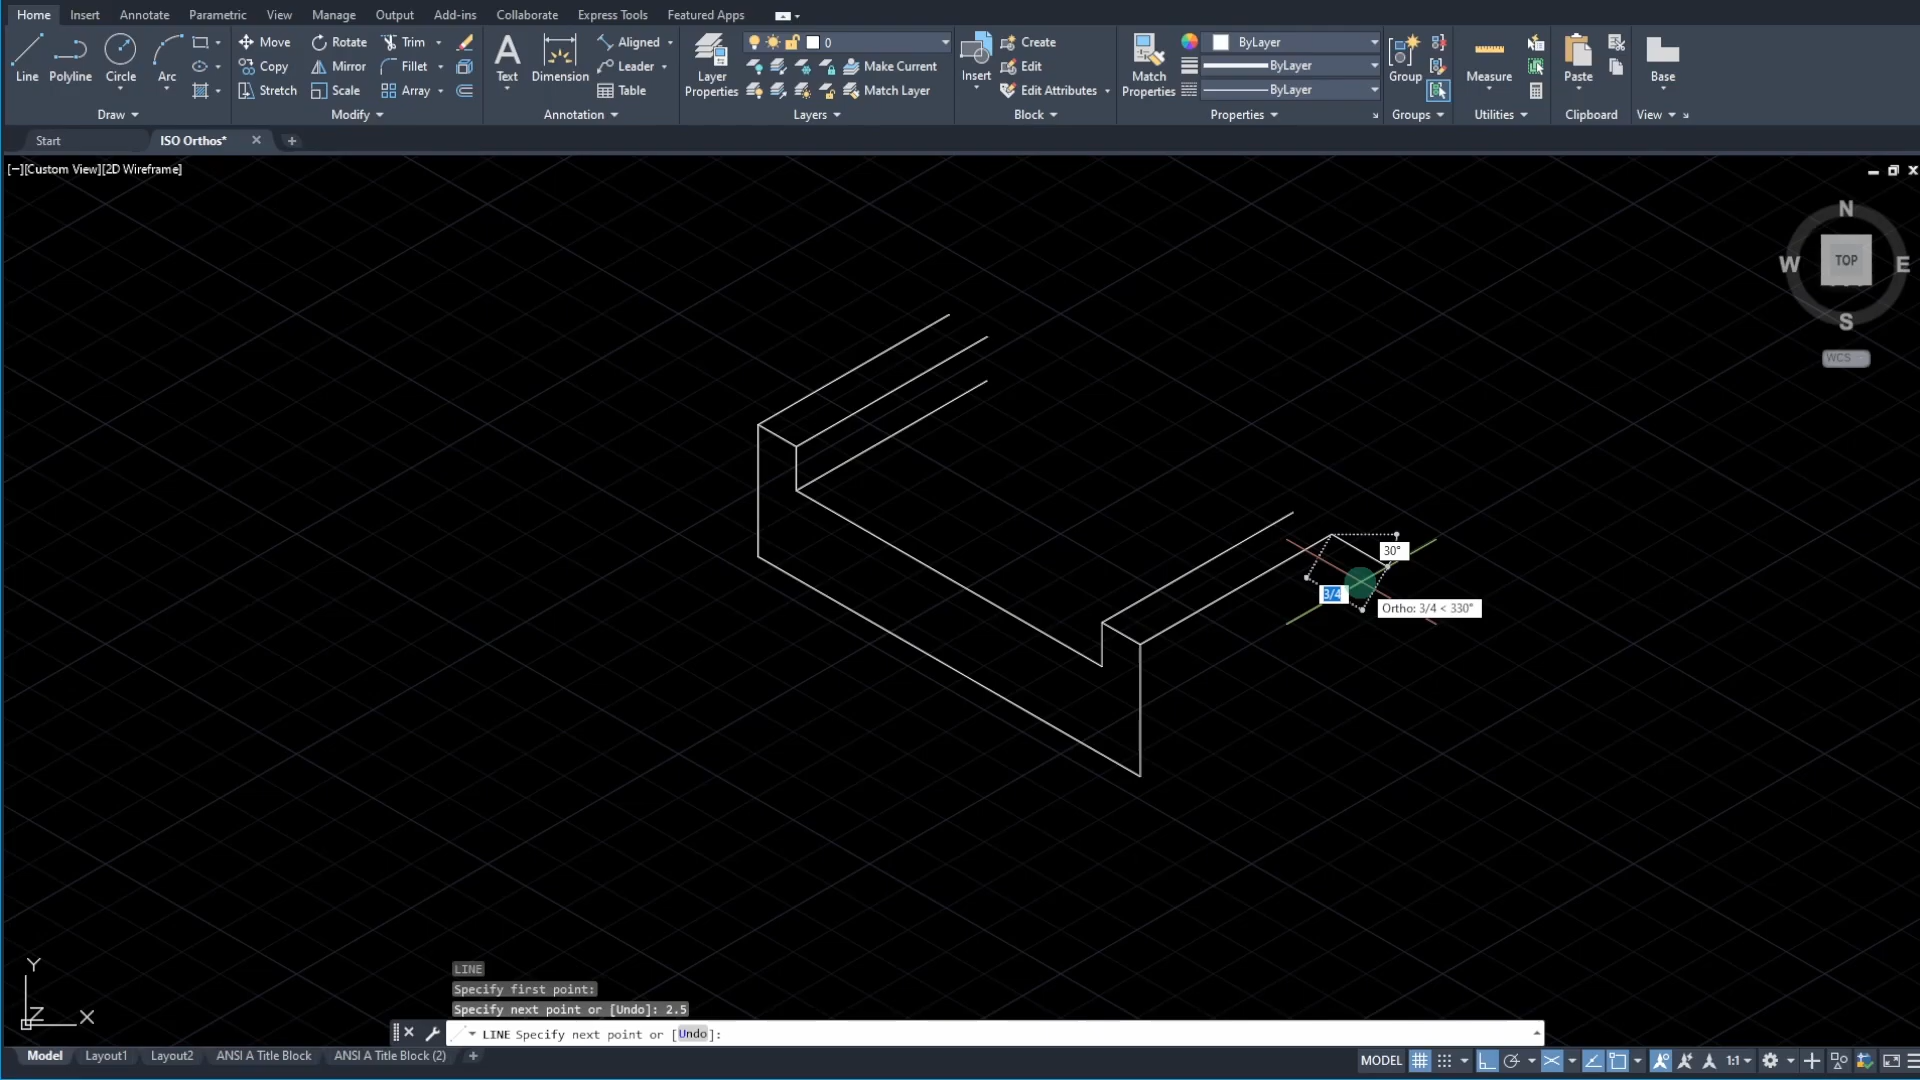 Home Insert Annotate Parametric View Manage Output Add-ins Collaborate Express Tools Featured Apps
Line Polyline Circle Arc
Move Rotate Trim
Copy Mirror Fillet
Stretch Scale Array
Text Dimension
Aligned
Leader
Table
Layer Properties
0
Make Current
Match Layer
Insert
Create
Edit
Edit Attributes
Match Properties
ByLayer
ByLayer
ByLayer
Group
Measure
Paste
Base
Draw Modify Annotation Layers Block Properties Groups Utilities Clipboard View
Start ISO Orthos*
[−][Custom View][2D Wireframe]
N
W TOP E
S
WCS
30°
3/4
Ortho: 3/4 < 330°
Y
Z X
LINE
Specify first point:
Specify next point or [Undo]: 2.5
LINE Specify next point or [Undo]:
Model Layout1 Layout2 ANSI A Title Block ANSI A Title Block (2)
MODEL 1:1